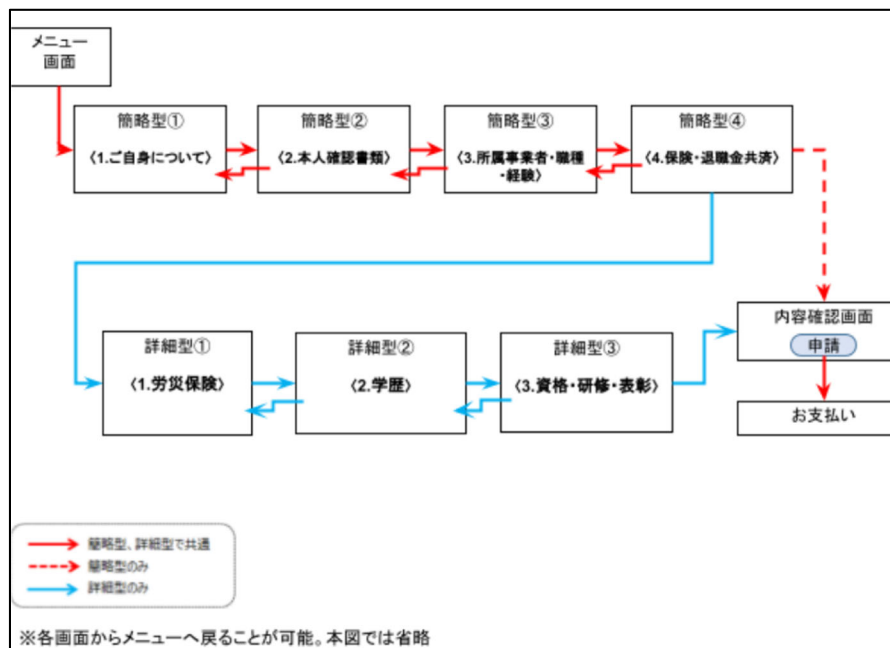 メニュー
画面
簡略型①
〈1.ご自身について〉
簡略型②
〈2.本人確認書類〉
簡略型③
〈3.所属事業者・職種
・経験〉
簡略型④
〈4.保険・退職金共済〉
詳細型①
〈1.労災保険〉
詳細型②
〈2.学歴〉
詳細型③
〈3.資格・研修・表彰〉
内容確認画面
申請
お支払い
簡略型、詳細型で共通
簡略型のみ
詳細型のみ
※各画面からメニューへ戻ることが可能。本図では省略